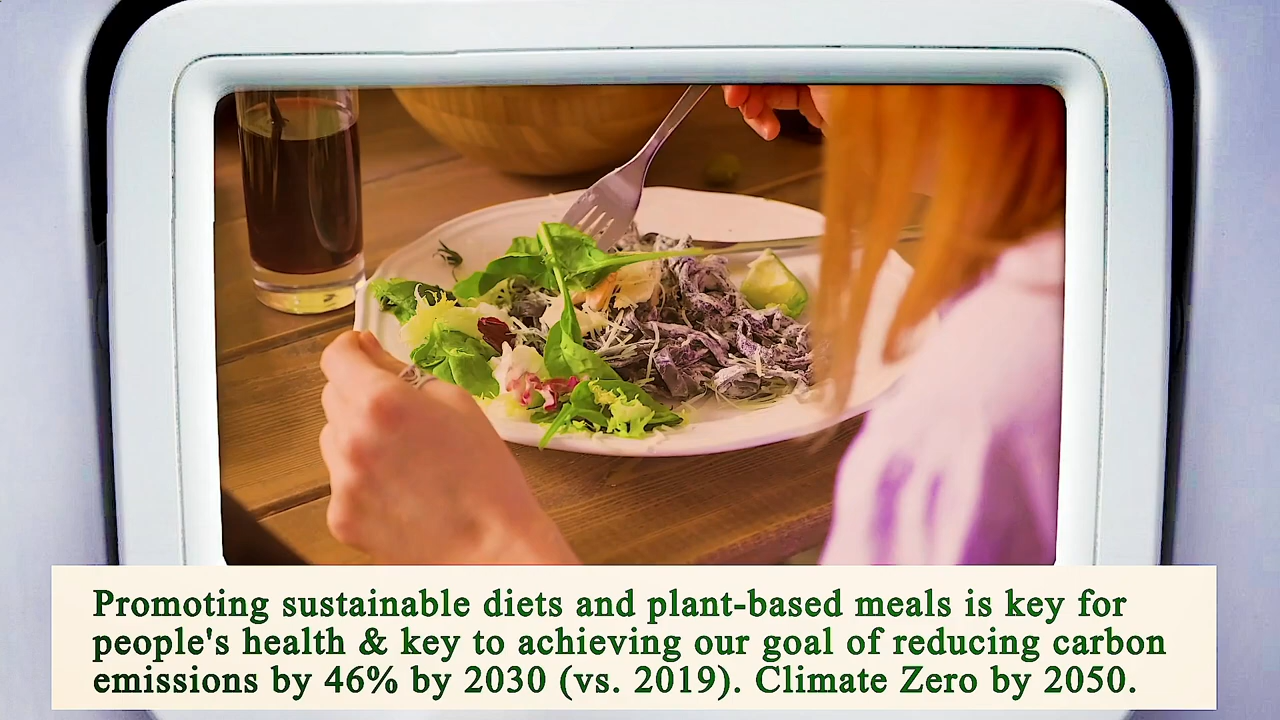 Promoting sustainable diets and plant-based meals is key for
people's health & key to achieving our goal of reducing carbon
emissions by 46% by 2030 (vs. 2019). Climate Zero by 2050.